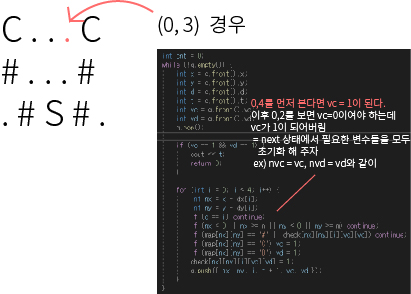 C . . . C
# . . . #
. # S # .
(0, 3) 경우
int cnt = 0;
while (!q.empty()) {
int x = q.front().x;
int y = q.front().y;
int d = q.front().d;
int t = q.front().t;
int vc = q.front().
int vd = q.front().
q.pop();
0,4를 먼저 본다면 vc = 1이 된다.
이후 0,2를 보면 vc=0이여야 하는데
vc가 1이 되어버림
= next 상태에서 필요한 변수들을 모두
초기화 해 주자
ex) nvc = vc, nvd = vd와 같이
if (vc == 1 && vd ==
cout << t;
return 0;
}
for (int i = 0; i < 4; i++) {
int nx = x + dx[i];
int ny = y + dy[i];
if (d == i) continue;
if (nx < 0 || nx >= n || ny < 0 || ny >= m) continue;
if (map[nx][ny] == '#' || check[nx][ny][i][vc][vd]) continue;
if (map[nx][ny] == 'C') vc = 1;
if (map[nx][ny] == 'D') vd = 1;
check[nx][ny][i][vc][vd] = 1;
q.push({ nx, ny, i, t + 1, vc, vd });
}
}